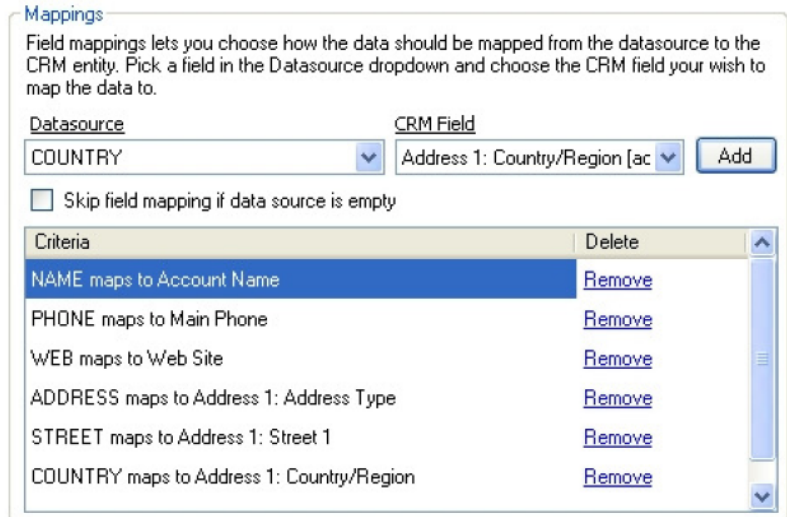 Mappings
Field mappings lets you choose how the data should be mapped from the datasource to the
CRM entity. Pick a field in the Datasource dropdown and choose the CRM field your wish to
map the data to.
Datasource CRM Field
COUNTRY Address 1: Country/Region [ac Add
Skip field mapping if data source is empty
Criteria Delete
NAME maps to Account Name Remove
PHONE maps to Main Phone Remove
WEB maps to Web Site Remove
ADDRESS maps to Address 1: Address Type Remove
STREET maps to Address 1: Street 1 Remove
COUNTRY maps to Address 1: Country/Region Remove